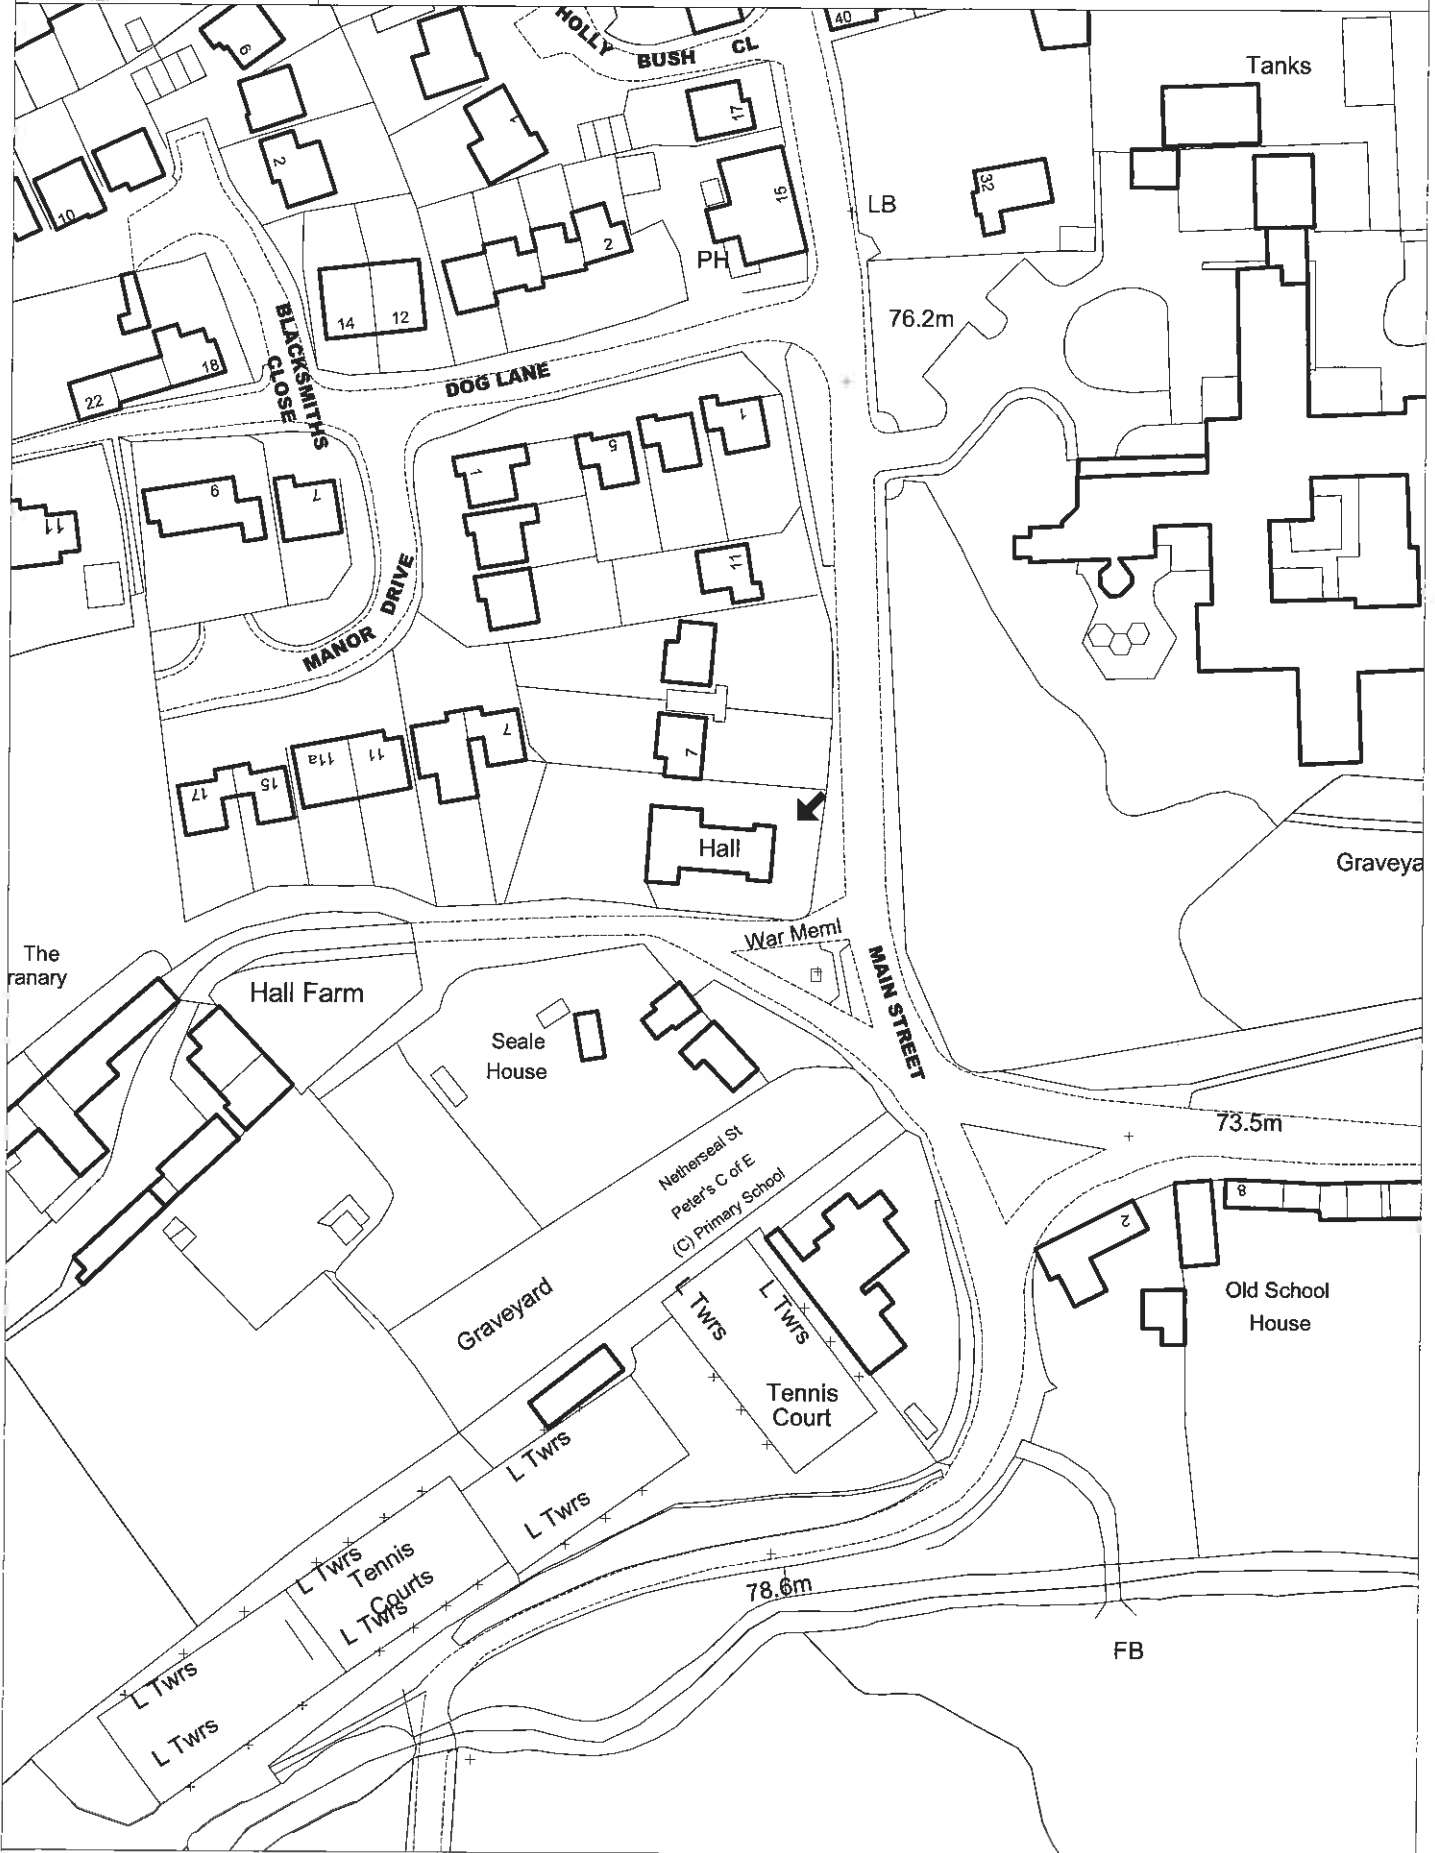 HOLLY
BUSH
CL
40
6
Tanks
17
1
2
32
10
15
LB
2
PH
14
12
76.2m
BLACKSMITHS
CLOSE
18
DOG LANE
22
1
5
1
9
7
11
11
MANOR
DRIVE
7
7
11a
11
17
15
Hall
Graveya
War Meml
The
ranary
MAIN STREET
Hall Farm
Seale
House
73.5m
Netherseal St
Peter's C of E
(C) Primary School
8
2
Old School
House
Graveyard
L Twrs
L Twrs
Tennis
Court
L Twrs
L Twrs
L Twrs
Tennis
Courts
L Twrs
78.6m
FB
L Twrs
L Twrs